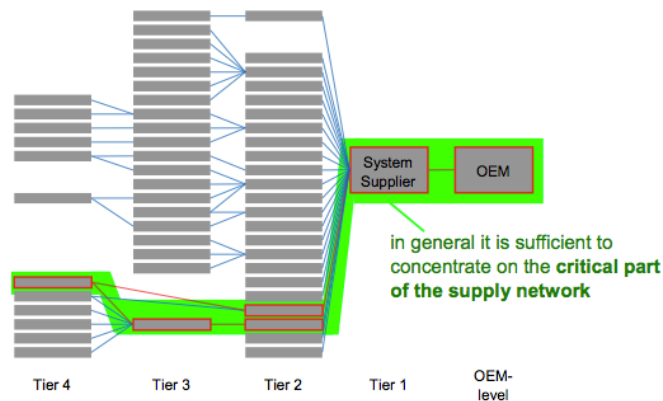 System
Supplier
OEM
in general it is sufficient to
concentrate on the critical part
of the supply network
Tier 4
Tier 3
Tier 2
Tier 1
OEM-
level